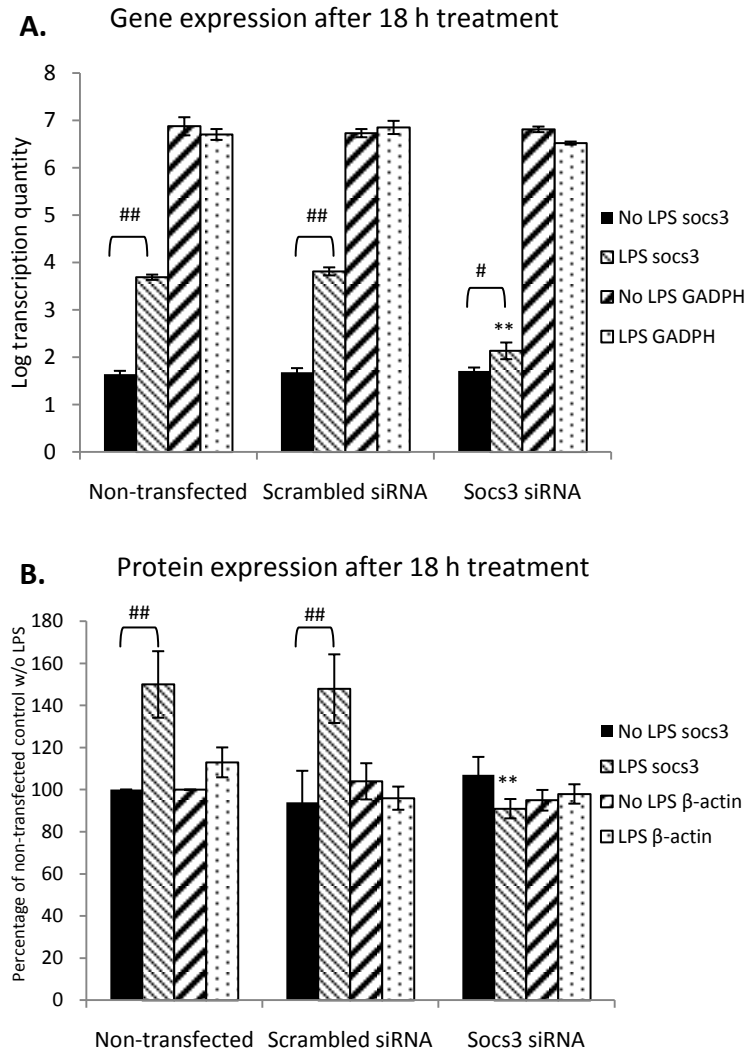 A.
Gene expression after 18 h treatment
Log transcription quantity
8
7
6
5
4
3
2
1
0
##
##
#
**
Non-transfected
Scrambled siRNA
Socs3 siRNA
No LPS socs3
LPS socs3
No LPS GADPH
LPS GADPH
B.
Protein expression after 18 h treatment
Percentage of non-transfected control w/o LPS
180
160
140
120
100
80
60
40
20
0
##
##
**
Non-transfected
Scrambled siRNA
Socs3 siRNA
No LPS socs3
LPS socs3
No LPS β-actin
LPS β-actin